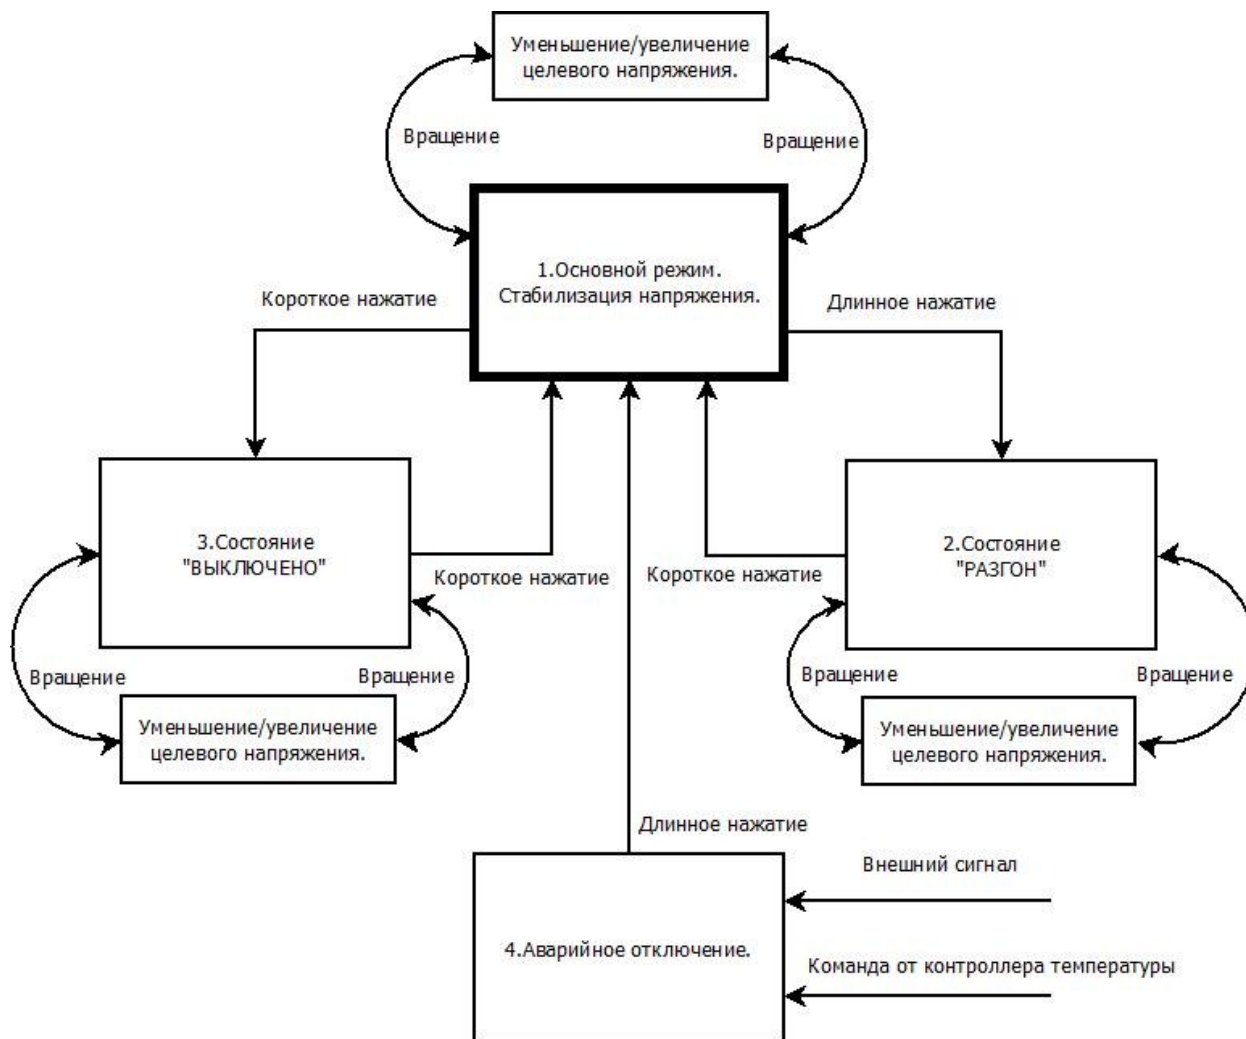 Уменьшение/увеличение
целевого напряжения.
Вращение
Вращение
1.Основной режим.
Стабилизация напряжения.
Короткое нажатие
Длинное нажатие
3.Состояние
"ВЫКЛЮЧЕНО"
2.Состояние
"РАЗГОН"
Короткое нажатие
Короткое нажатие
Вращение
Вращение
Вращение
Вращение
Уменьшение/увеличение
целевого напряжения.
Уменьшение/увеличение
целевого напряжения.
Длинное нажатие
Внешний сигнал
4.Аварийное отключение.
Команда от контроллера температуры